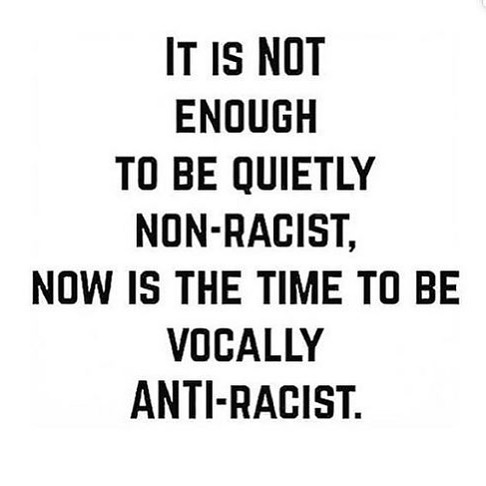 IT IS NOT
ENOUGH
TO BE QUIETLY
NON-RACIST,
NOW IS THE TIME TO BE
VOCALLY
ANTI-RACIST.